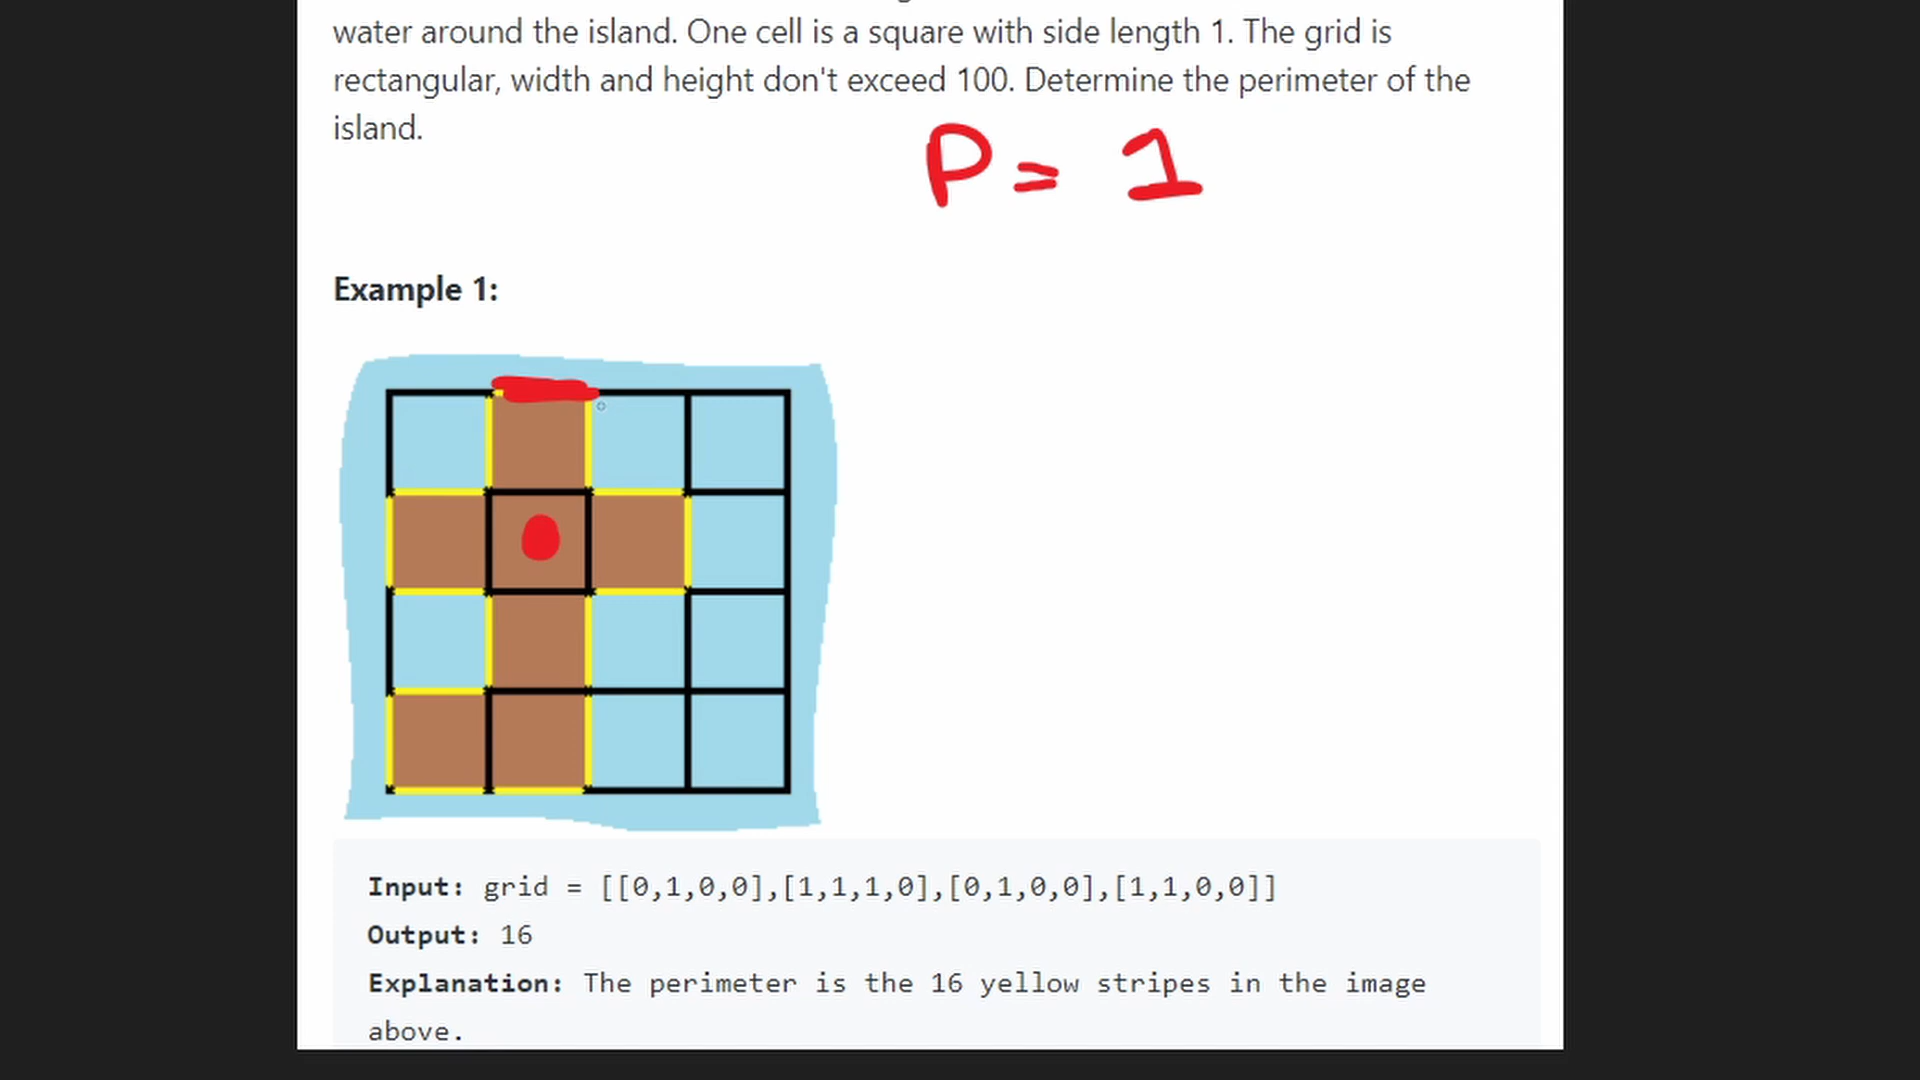 water around the island. One cell is a square with side length 1. The grid is
rectangular, width and height don't exceed 100. Determine the perimeter of the
island.
P = 1
Example 1:
Input: grid = [[0,1,0,0],[1,1,1,0],[0,1,0,0],[1,1,0,0]]
Output: 16
Explanation: The perimeter is the 16 yellow stripes in the image
above.